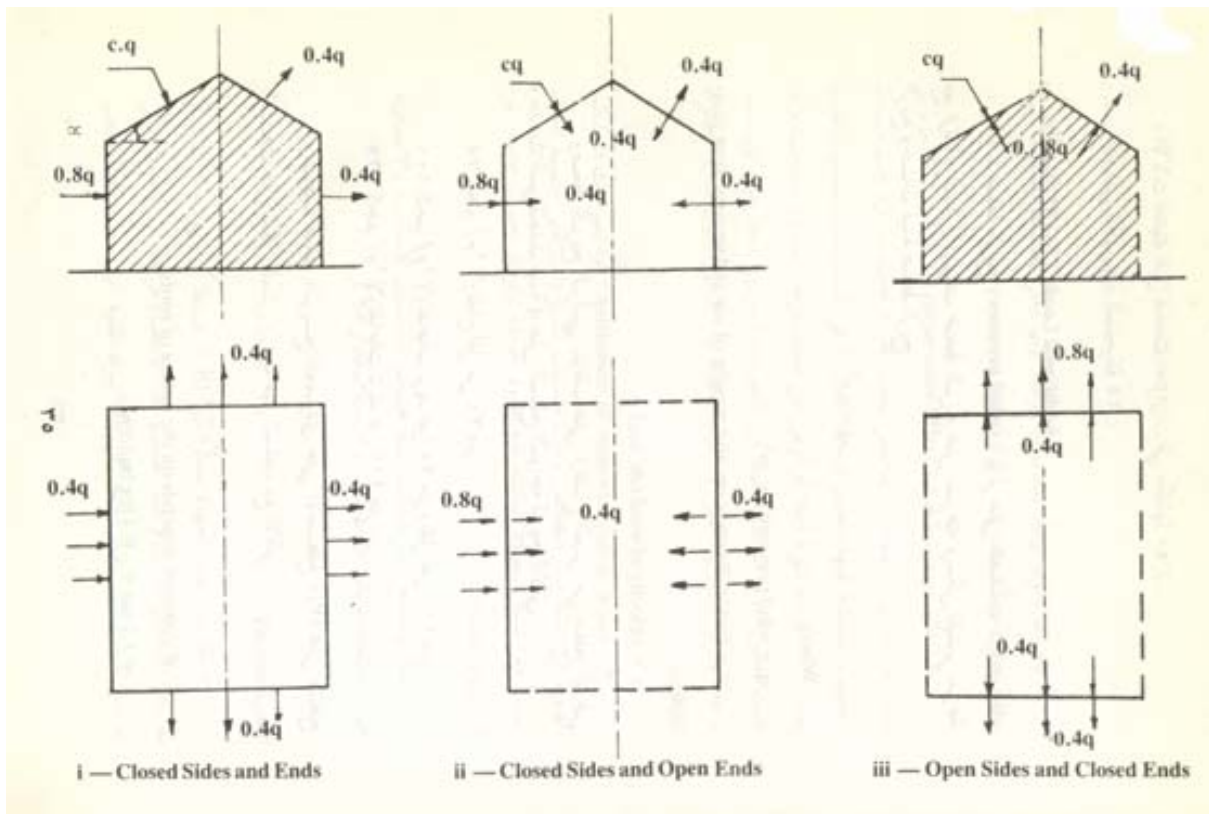 c.q
0.4q
∝
0.8q
0.4q
cq
0.4q
0.4q
0.8q
0.4q
0.4q
cq
0.4q
0.8q
0.4q
0.4q
0.4q
0.4q
i — Closed Sides and Ends
0.8q
0.4q
0.4q
ii — Closed Sides and Open Ends
0.8q
0.4q
0.4q
0.4q
iii — Open Sides and Closed Ends